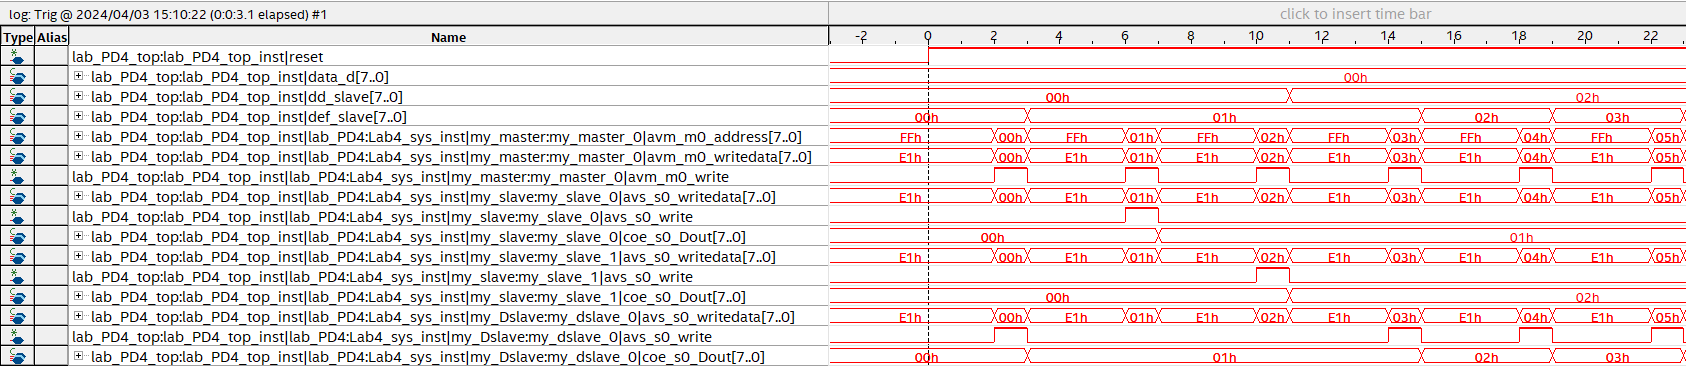 log: Trig @ 2024/04/03 15:10:22 (0:0:3.1 elapsed) #1 click to insert time bar
Type Alias Name -2 0 2 4 6 8 10 12 14 16 18 20 22
lab_PD4_top:lab_PD4_top_inst|reset
lab_PD4_top:lab_PD4_top_inst|data_d[7..0] 00h
lab_PD4_top:lab_PD4_top_inst|dd_slave[7..0] 00h 02h
lab_PD4_top:lab_PD4_top_inst|def_slave[7..0] 00h 01h 02h 03h
lab_PD4_top:lab_PD4_top_inst|lab_PD4:Lab4_sys_inst|my_master:my_master_0|avm_m0_address[7..0] FFh 00h FFh 01h FFh 02h FFh 03h FFh 04h FFh 05h
lab_PD4_top:lab_PD4_top_inst|lab_PD4:Lab4_sys_inst|my_master:my_master_0|avm_m0_writedata[7..0] E1h 00h E1h 01h E1h 02h E1h 03h E1h 04h E1h 05h
lab_PD4_top:lab_PD4_top_inst|lab_PD4:Lab4_sys_inst|my_master:my_master_0|avm_m0_write
lab_PD4_top:lab_PD4_top_inst|lab_PD4:Lab4_sys_inst|my_slave:my_slave_0|avs_s0_writedata[7..0] E1h 00h E1h 01h E1h 02h E1h 03h E1h 04h E1h 05h
lab_PD4_top:lab_PD4_top_inst|lab_PD4:Lab4_sys_inst|my_slave:my_slave_0|avs_s0_write
lab_PD4_top:lab_PD4_top_inst|lab_PD4:Lab4_sys_inst|my_slave:my_slave_0|coe_s0_Dout[7..0] 00h 01h
lab_PD4_top:lab_PD4_top_inst|lab_PD4:Lab4_sys_inst|my_slave:my_slave_1|avs_s0_writedata[7..0] E1h 00h E1h 01h E1h 02h E1h 03h E1h 04h E1h 05h
lab_PD4_top:lab_PD4_top_inst|lab_PD4:Lab4_sys_inst|my_slave:my_slave_1|avs_s0_write
lab_PD4_top:lab_PD4_top_inst|lab_PD4:Lab4_sys_inst|my_slave:my_slave_1|coe_s0_Dout[7..0] 00h 02h
lab_PD4_top:lab_PD4_top_inst|lab_PD4:Lab4_sys_inst|my_Dslave:my_dslave_0|avs_s0_writedata[7..0] E1h 00h E1h 01h E1h 02h E1h 03h E1h 04h E1h 05h
lab_PD4_top:lab_PD4_top_inst|lab_PD4:Lab4_sys_inst|my_Dslave:my_dslave_0|avs_s0_write
lab_PD4_top:lab_PD4_top_inst|lab_PD4:Lab4_sys_inst|my_Dslave:my_dslave_0|coe_s0_Dout[7..0] 00h 01h 02h 03h